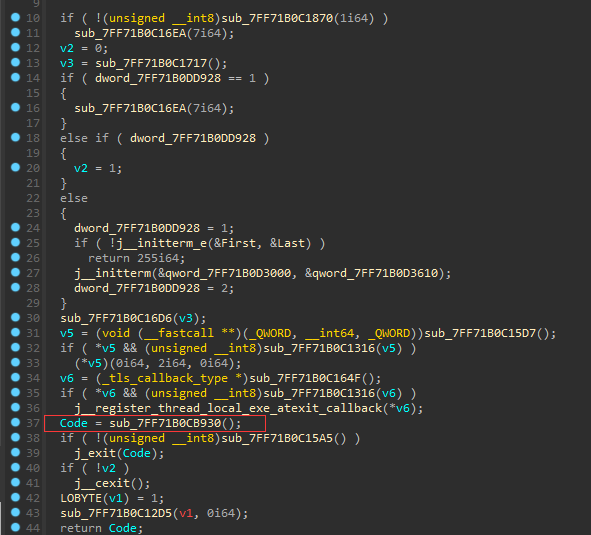 9
10 if ( !(unsigned __int8)sub_7FF71B0C1870(1i64) )
11 sub_7FF71B0C16EA(7i64);
12 v2 = 0;
13 v3 = sub_7FF71B0C1717();
14 if ( dword_7FF71B0DD928 == 1 )
15 {
16 sub_7FF71B0C16EA(7i64);
17 }
18 else if ( dword_7FF71B0DD928 )
19 {
20 v2 = 1;
21 }
22 else
23 {
24 dword_7FF71B0DD928 = 1;
25 if ( !j__initterm_e(&First, &Last) )
26 return 255i64;
27 j__initterm(&qword_7FF71B0D3000, &qword_7FF71B0D3610);
28 dword_7FF71B0DD928 = 2;
29 }
30 sub_7FF71B0C16D6(v3);
31 v5 = (void (__fastcall **)(_QWORD, __int64, _QWORD))sub_7FF71B0C15D7();
32 if ( *v5 && (unsigned __int8)sub_7FF71B0C1316(v5) )
33 (*v5)(0i64, 2i64, 0i64);
34 v6 = (_tls_callback_type *)sub_7FF71B0C164F();
35 if ( *v6 && (unsigned __int8)sub_7FF71B0C1316(v6) )
36 j__register_thread_local_exe_atexit_callback(*v6);
37 Code = sub_7FF71B0CB930();
38 if ( !(unsigned __int8)sub_7FF71B0C15A5() )
39 j_exit(Code);
40 if ( !v2 )
41 j__cexit();
42 LOBYTE(v1) = 1;
43 sub_7FF71B0C12D5(v1, 0i64);
44 return Code;